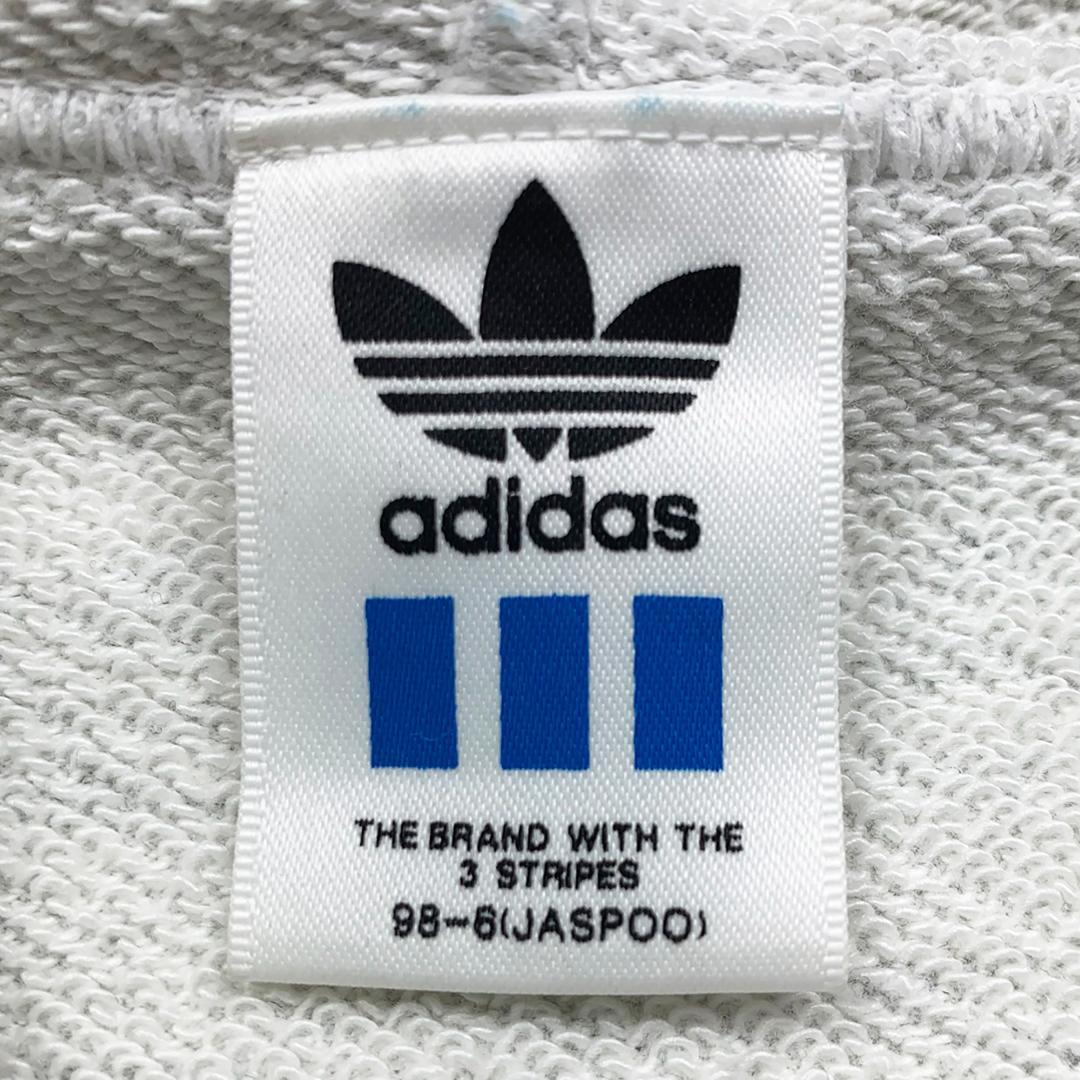 adidas
THE BRAND WITH THE
3 STRIPES
98-6(JASPOO)